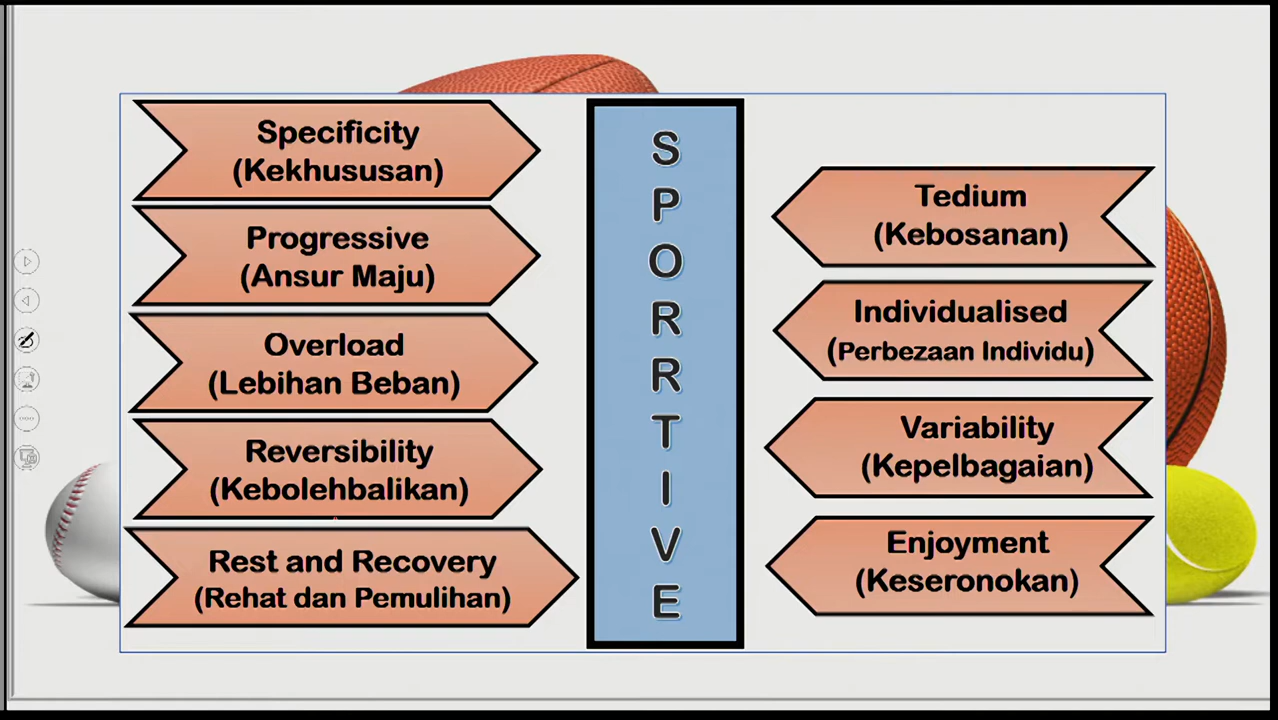 Specificity
(Kekhususan)
Progressive
(Ansur Maju)
Overload
(Lebihan Beban)
Reversibility
(Kebolehbalikan)
Rest and Recovery
(Rehat dan Pemulihan)
S
P
O
R
R
T
I
V
E
Tedium
(Kebosanan)
Individualised
(Perbezaan Individu)
Variability
(Kepelbagaian)
Enjoyment
(Keseronokan)